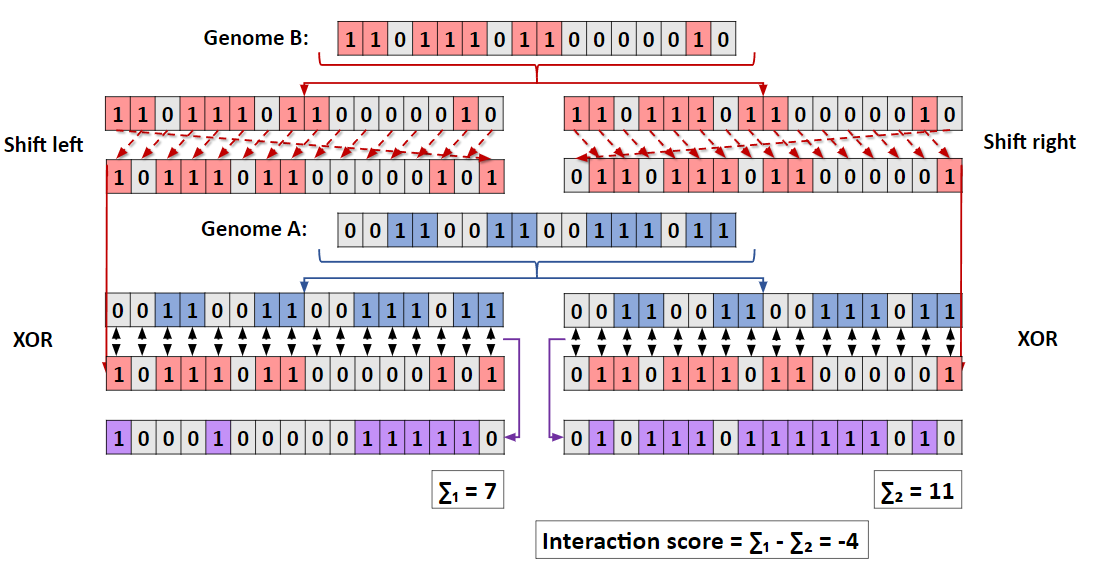 Genome B: 1 1 0 1 1 1 0 1 1 0 0 0 0 0 1 0
1 1 0 1 1 1 0 1 1 0 0 0 0 0 1 0 1 1 0 1 1 1 0 1 1 0 0 0 0 0 1 0
Shift left Shift right
1 0 1 1 1 0 1 1 0 0 0 0 0 1 0 1 0 1 1 0 1 1 1 0 1 1 0 0 0 0 0 1
Genome A: 0 0 1 1 0 0 1 1 0 0 1 1 1 0 1 1
0 0 1 1 0 0 1 1 0 0 1 1 1 0 1 1 0 0 1 1 0 0 1 1 0 0 1 1 1 0 1 1
XOR XOR
1 0 1 1 1 0 1 1 0 0 0 0 0 1 0 1 0 1 1 0 1 1 1 0 1 1 0 0 0 0 0 1
1 0 0 0 1 0 0 0 0 0 1 1 1 1 1 0 0 1 0 1 1 1 0 1 1 1 1 1 1 0 1 0
∑₁ = 7 ∑₂ = 11
Interaction score = ∑₁ - ∑₂ = -4